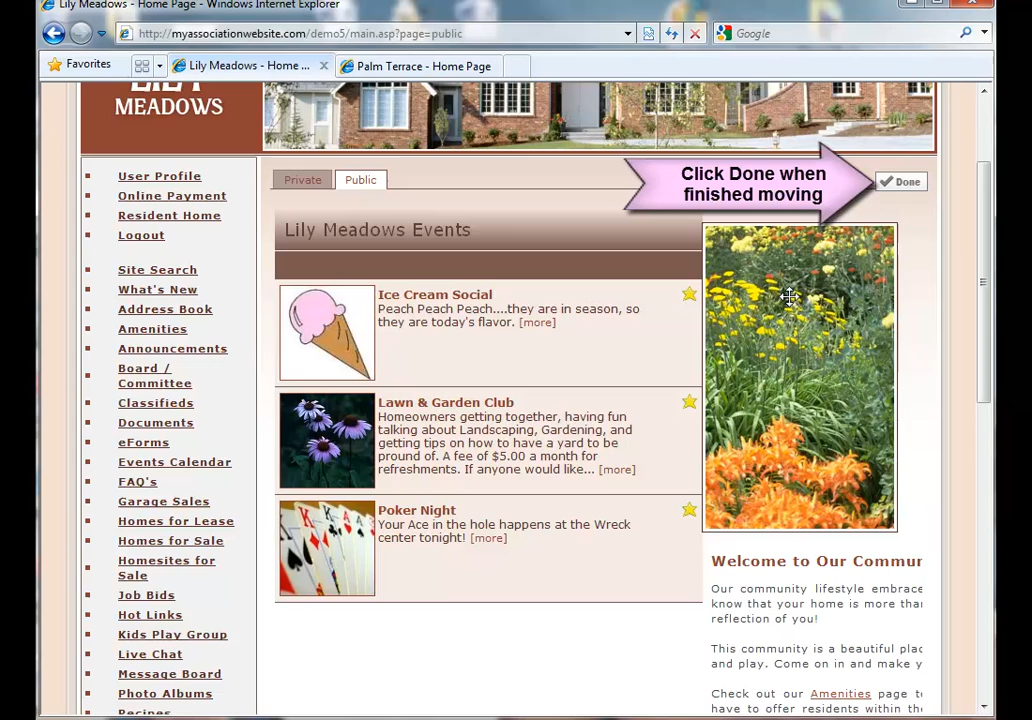 Lily Meadows - Home Page - Windows Internet Explorer
http://myassociationwebsite.com/demo5/main.asp?page=public
Google
Favorites
Lily Meadows - Home ...
Palm Terrace - Home Page
MEADOWS
User Profile
Online Payment
Resident Home
Logout
Site Search
What's New
Address Book
Amenities
Announcements
Board /
Committee
Classifieds
Documents
eForms
Events Calendar
FAQ's
Garage Sales
Homes for Lease
Homes for Sale
Homesites for
Sale
Job Bids
Hot Links
Kids Play Group
Live Chat
Message Board
Photo Albums
Recipes
Private
Public
Click Done when
finished moving
Done
Lily Meadows Events
Ice Cream Social
Peach Peach Peach....they are in season, so
they are today's flavor. [more]
Lawn & Garden Club
Homeowners getting together, having fun
talking about Landscaping, Gardening, and
getting tips on how to have a yard to be
pround of. A fee of $5.00 a month for
refreshments. If anyone would like... [more]
Poker Night
Your Ace in the hole happens at the Wreck
center tonight! [more]
Welcome to Our Commun
Our community lifestyle embrace
know that your home is more than
reflection of you!
This community is a beautiful plac
and play. Come on in and make y
Check out our Amenities page t
have to offer residents within the